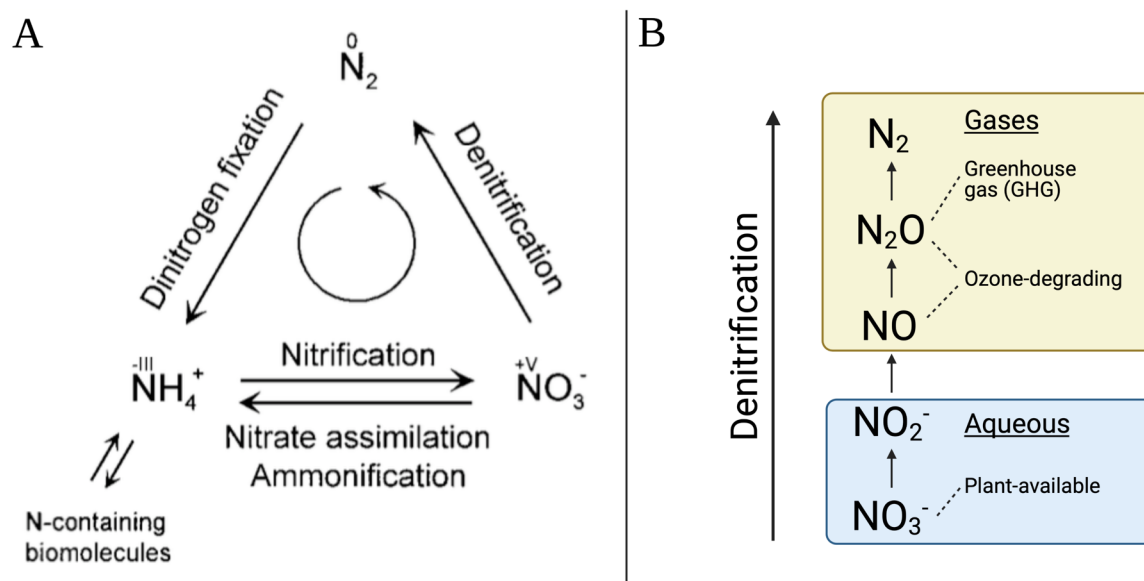 A
0
N₂
Dinitrogen fixation
Denitrification
Nitrification
-III
NH₄⁺
+V
NO₃⁻
Nitrate assimilation
Ammonification
N-containing
biomolecules
B
Denitrification
Gases
N₂
Greenhouse
gas (GHG)
N₂O
Ozone-degrading
NO
NO₂⁻
Aqueous
Plant-available
NO₃⁻